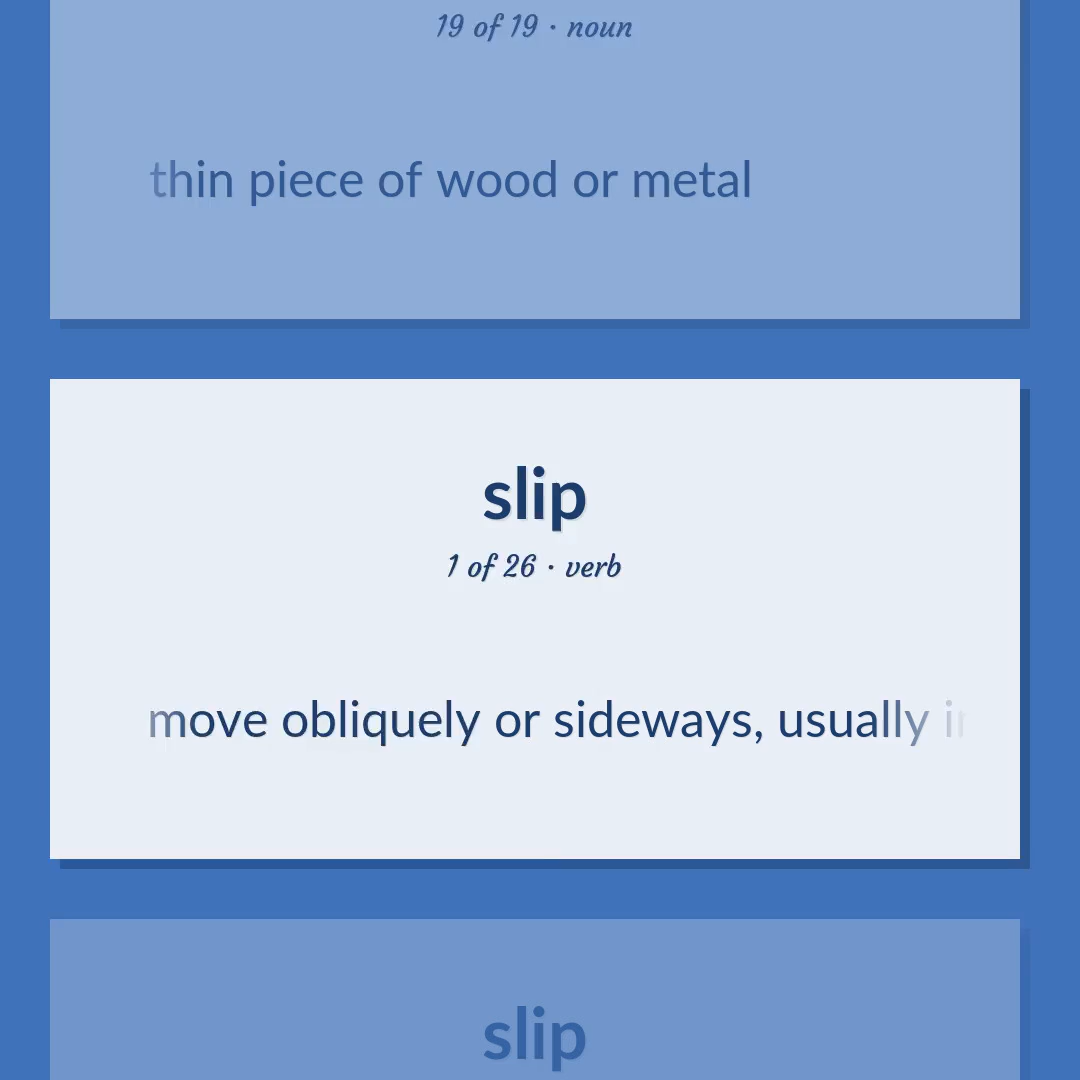 19 of 19 · noun
thin piece of wood or metal
slip
1 of 26 · verb
move obliquely or sideways, usually
slip